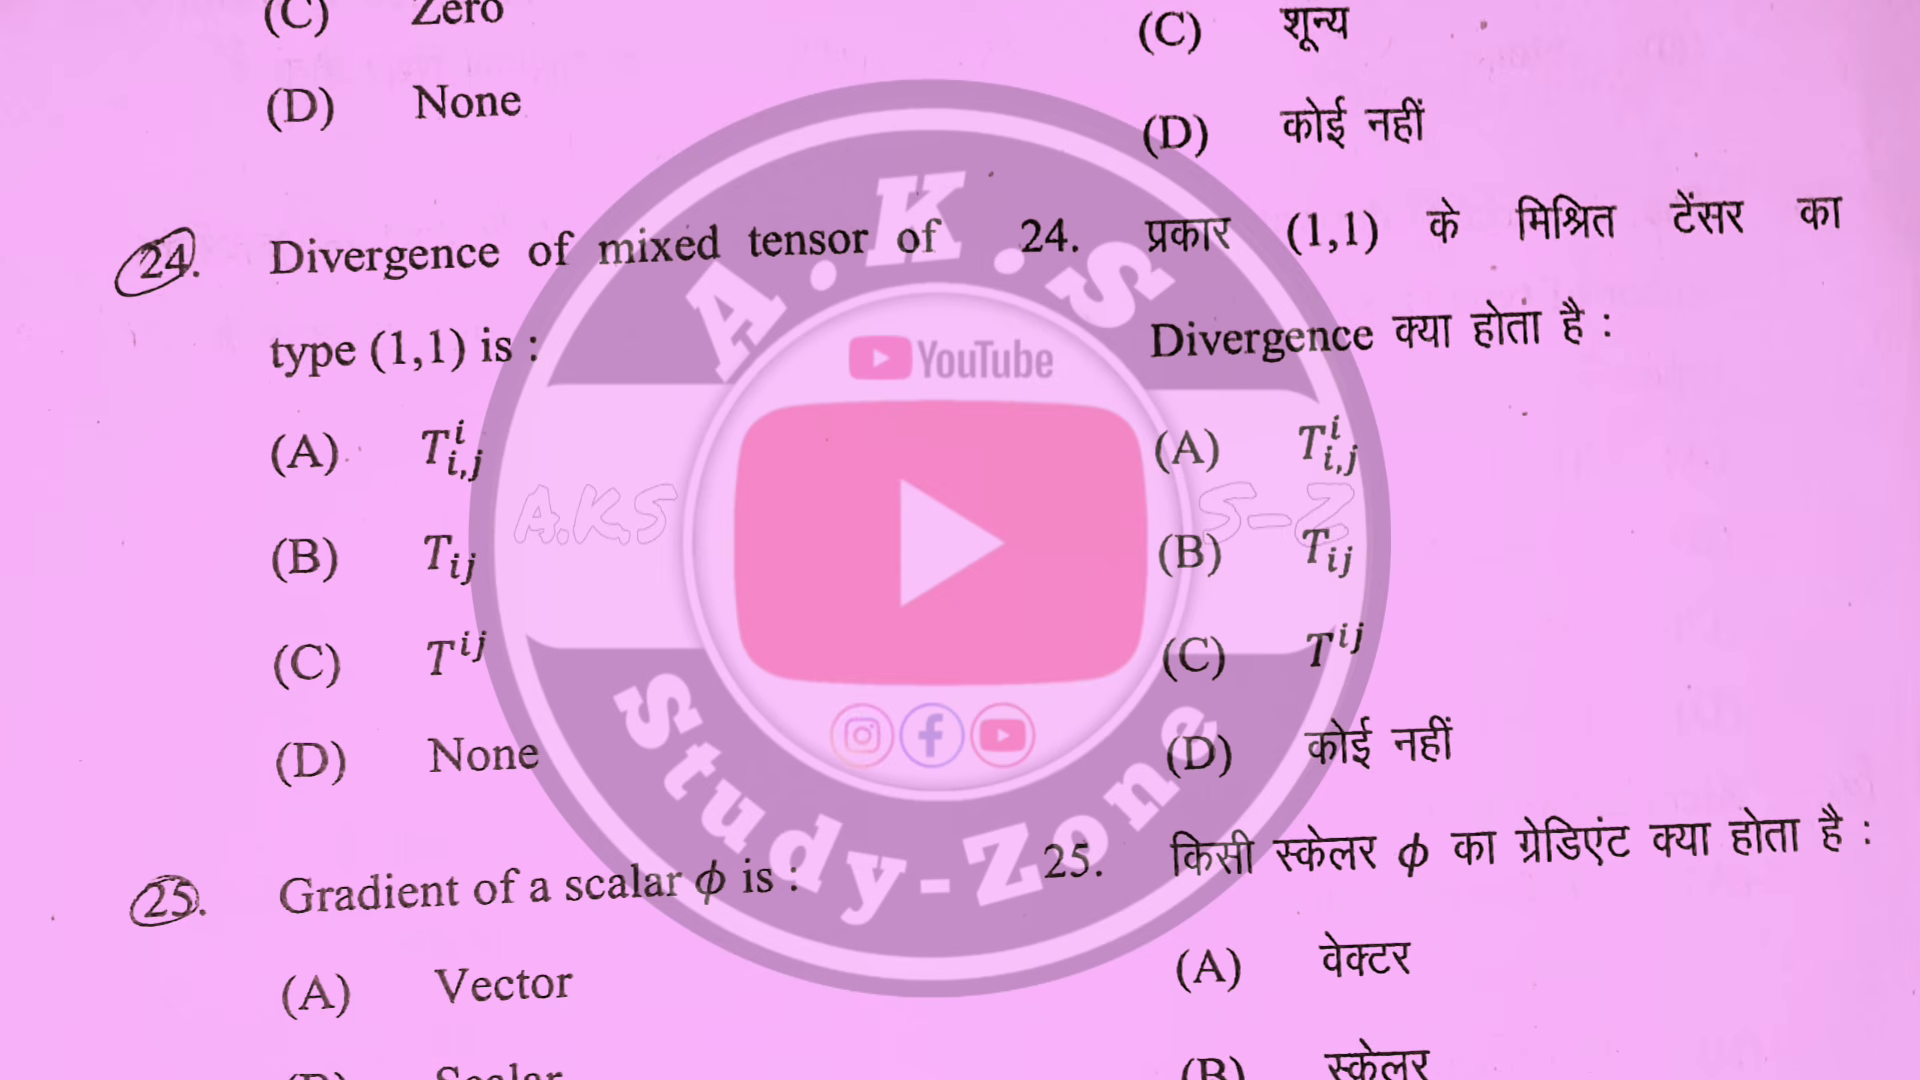 (C) Zero
(D) None
24. Divergence of mixed tensor of
type (1,1) is :
(A) T^i_{i,j}
(B) T_{ij}
(C) T^{ij}
(D) None
25. Gradient of a scalar ϕ is :
(A) Vector
(B) Scalar
(C) शून्य
(D) कोई नहीं
24. प्रकार (1,1) के मिश्रित टेंसर का
Divergence क्या होता है :
(A) T^i_{i,j}
(B) T_{ij}
(C) T^{ij}
(D) कोई नहीं
25. किसी स्केलर ϕ का ग्रेडिएंट क्या होता है :
(A) वेक्टर
(B) स्केलर
A.K.S
YouTube
A.K.S
S-Z
Study-Zone